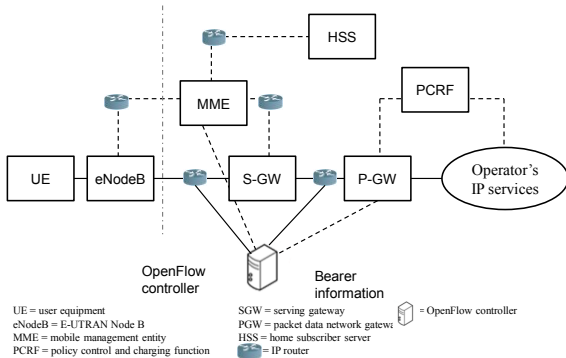 HSS
MME
PCRF
UE
eNodeB
S-GW
P-GW
Operator's
IP services
OpenFlow
controller
Bearer
information
UE = user equipment
eNodeB = E-UTRAN Node B
MME = mobile management entity
PCRF = policy control and charging function
SGW = serving gateway
PGW = packet data network gatewa
HSS = home subscriber server
= IP router
= OpenFlow controller